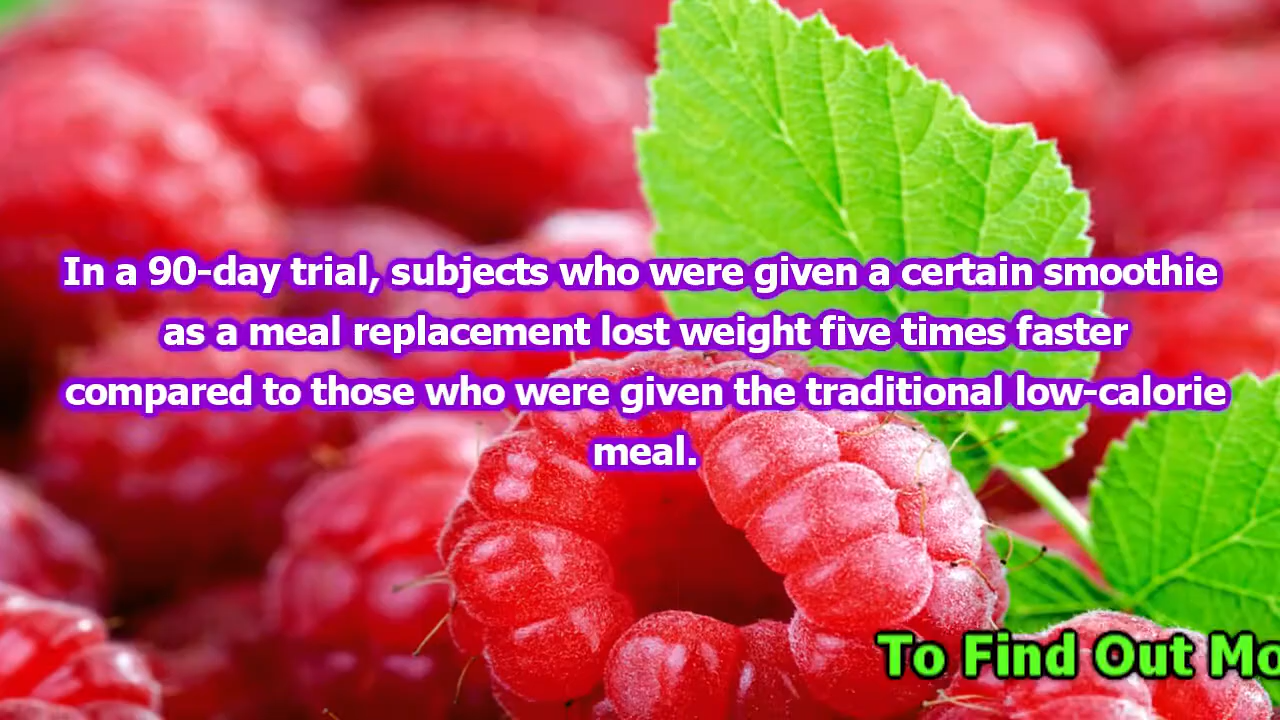 In a 90-day trial, subjects who were given a certain smoothie
as a meal replacement lost weight five times faster
compared to those who were given the traditional low-calorie
meal.
To Find Out Mo